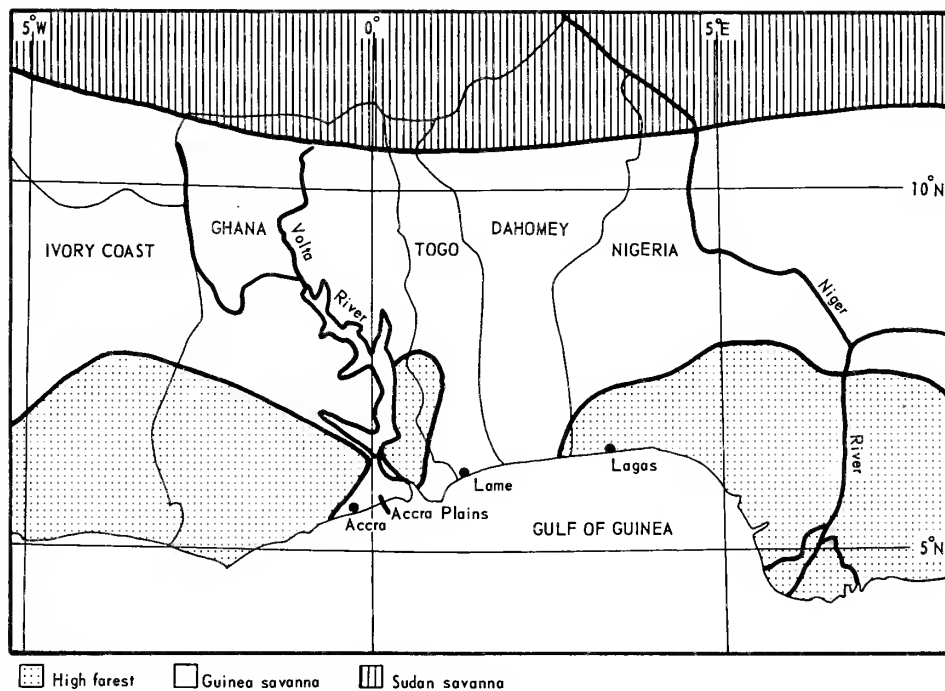 5°W 0° 5°E
10°N
IVORY COAST GHANA TOGO DAHOMEY NIGERIA
Volta River
Niger River
Lagas
Lame
Accra Accra Plains
GULF OF GUINEA
5°N
High farest Guinea savanna Sudan savanna